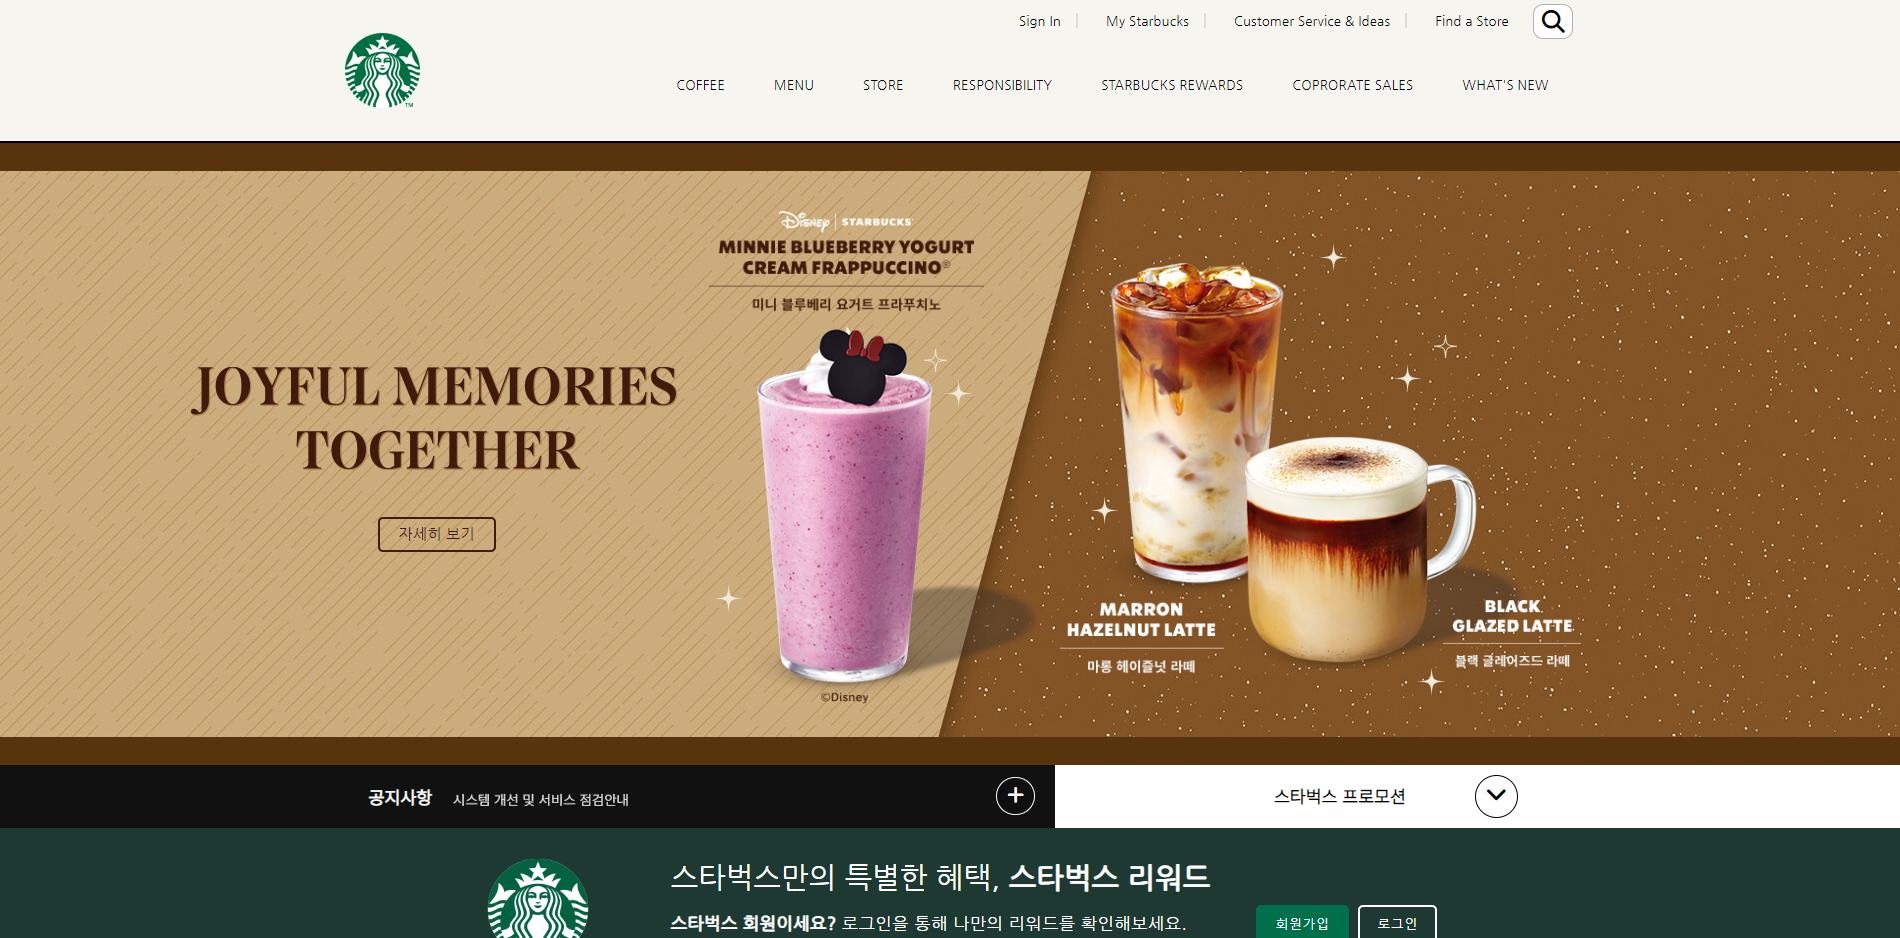 Sign In
My Starbucks
Customer Service & Ideas
Find a Store
TM
COFFEE
MENU
STORE
RESPONSIBILITY
STARBUCKS REWARDS
COPRORATE SALES
WHAT'S NEW
Disney | STARBUCKS®
MINNIE BLUEBERRY YOGURT
CREAM FRAPPUCCINO®
미니 블루베리 요거트 프라푸치노
JOYFUL MEMORIES
TOGETHER
자세히 보기
©Disney
MARRON
HAZELNUT LATTE
마롱 헤이즐넛 라떼
BLACK
GLAZED LATTE
블랙 글레이즈드 라떼
공지사항
시스템 개선 및 서비스 점검안내
스타벅스 프로모션
스타벅스만의 특별한 혜택, 스타벅스 리워드
스타벅스 회원이세요? 로그인을 통해 나만의 리워드를 확인해보세요.
회원가입
로그인